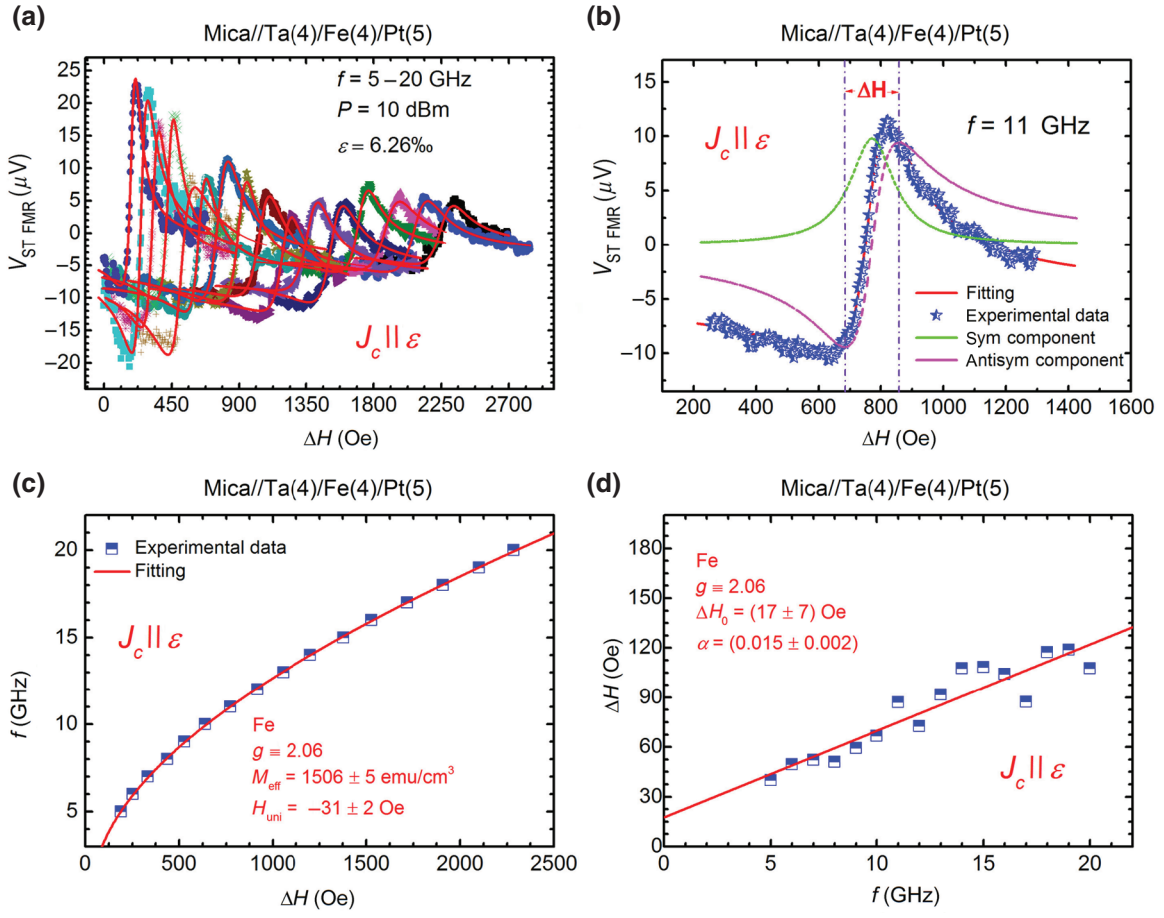 (a)
Mica//Ta(4)/Fe(4)/Pt(5)
f = 5 – 20 GHz
P = 10 dBm
ε = 6.26‰
J_c || ε
V_ST FMR (μV)
25
20
15
10
5
0
−5
−10
−15
−20
0 450 900 1350 1800 2250 2700
ΔH (Oe)
(b)
Mica//Ta(4)/Fe(4)/Pt(5)
ΔH
f = 11 GHz
J_c || ε
V_ST FMR (μV)
15
10
5
0
−5
−10
Fitting
Experimental data
Sym component
Antisym component
200 400 600 800 1000 1200 1400 1600
ΔH (Oe)
(c)
Mica//Ta(4)/Fe(4)/Pt(5)
Experimental data
Fitting
J_c || ε
f (GHz)
20
15
10
5
Fe
g ≡ 2.06
M_eff = 1506 ± 5 emu/cm³
H_uni = −31 ± 2 Oe
0 500 1000 1500 2000 2500
ΔH (Oe)
(d)
Mica//Ta(4)/Fe(4)/Pt(5)
Fe
g ≡ 2.06
ΔH₀ = (17 ± 7) Oe
α = (0.015 ± 0.002)
J_c || ε
ΔH (Oe)
180
150
120
90
60
30
0
0 5 10 15 20
f (GHz)